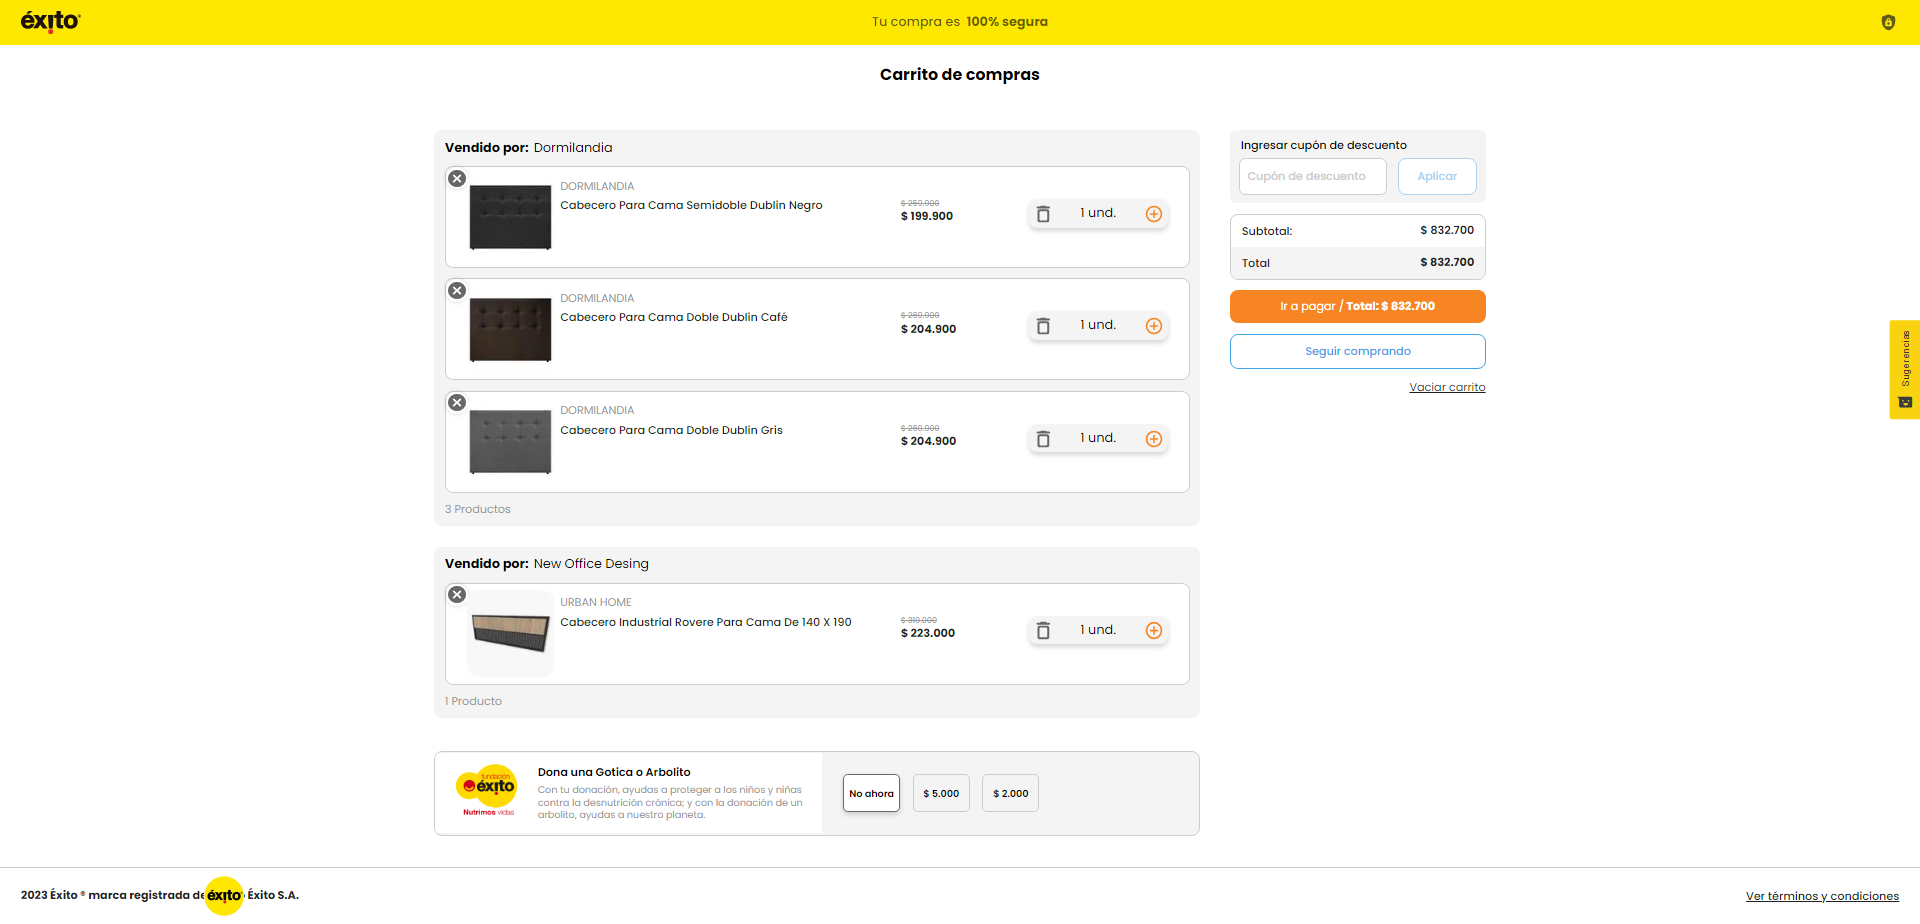 éxito
Tu compra es 100% segura
Carrito de compras
Vendido por: Dormilandia
DORMILANDIA
Cabecero Para Cama Semidoble Dublin Negro
$ 259.900
$ 199.900
1 und.
DORMILANDIA
Cabecero Para Cama Doble Dublin Café
$ 269.900
$ 204.900
1 und.
DORMILANDIA
Cabecero Para Cama Doble Dublin Gris
$ 269.900
$ 204.900
1 und.
3 Productos
Vendido por: New Office Desing
URBAN HOME
Cabecero Industrial Rovere Para Cama De 140 X 190
$ 319.000
$ 223.000
1 und.
1 Producto
Ingresar cupón de descuento
Cupón de descuento
Aplicar
Subtotal: $ 832.700
Total $ 832.700
Ir a pagar / Total: $ 832.700
Seguir comprando
Vaciar carrito
Sugerencias
fundación
éxito
Nutrimos vidas
Dona una Gotica o Arbolito
Con tu donación, ayudas a proteger a los niños y niñas
contra la desnutrición crónica; y con la donación de un
arbolito, ayudas a nuestro planeta.
No ahora
$ 5.000
$ 2.000
2023 Éxito ® marca registrada de éxito Éxito S.A.
Ver términos y condiciones